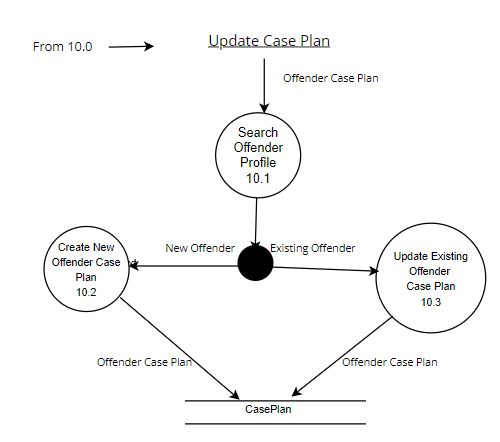 From 10.0
Update Case Plan
Offender Case Plan
Search
Offender
Profile
10.1
New Offender
Existing Offender
Create New
Offender Case
Plan
10.2
Update Existing
Offender
Case Plan
10.3
Offender Case Plan
Offender Case Plan
CasePlan